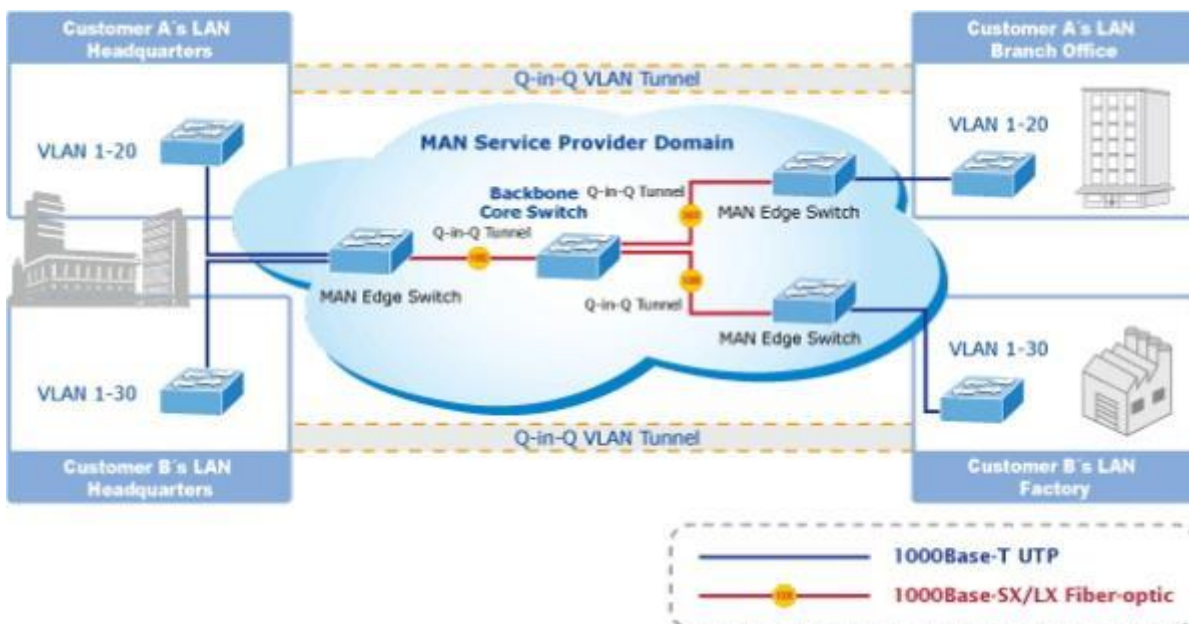 Customer A's LAN
Headquarters
Customer A's LAN
Branch Office
Q-in-Q VLAN Tunnel
VLAN 1-20
MAN Service Provider Domain
VLAN 1-20
Q-in-Q Tunnel
Backbone
Core Switch
MAN Edge Switch
Q-in-Q Tunnel
MAN Edge Switch
Q-in-Q Tunnel
MAN Edge Switch
VLAN 1-30
VLAN 1-30
Q-in-Q VLAN Tunnel
Customer B's LAN
Headquarters
Customer B's LAN
Factory
1000Base-T UTP
1000Base-SX/LX Fiber-optic